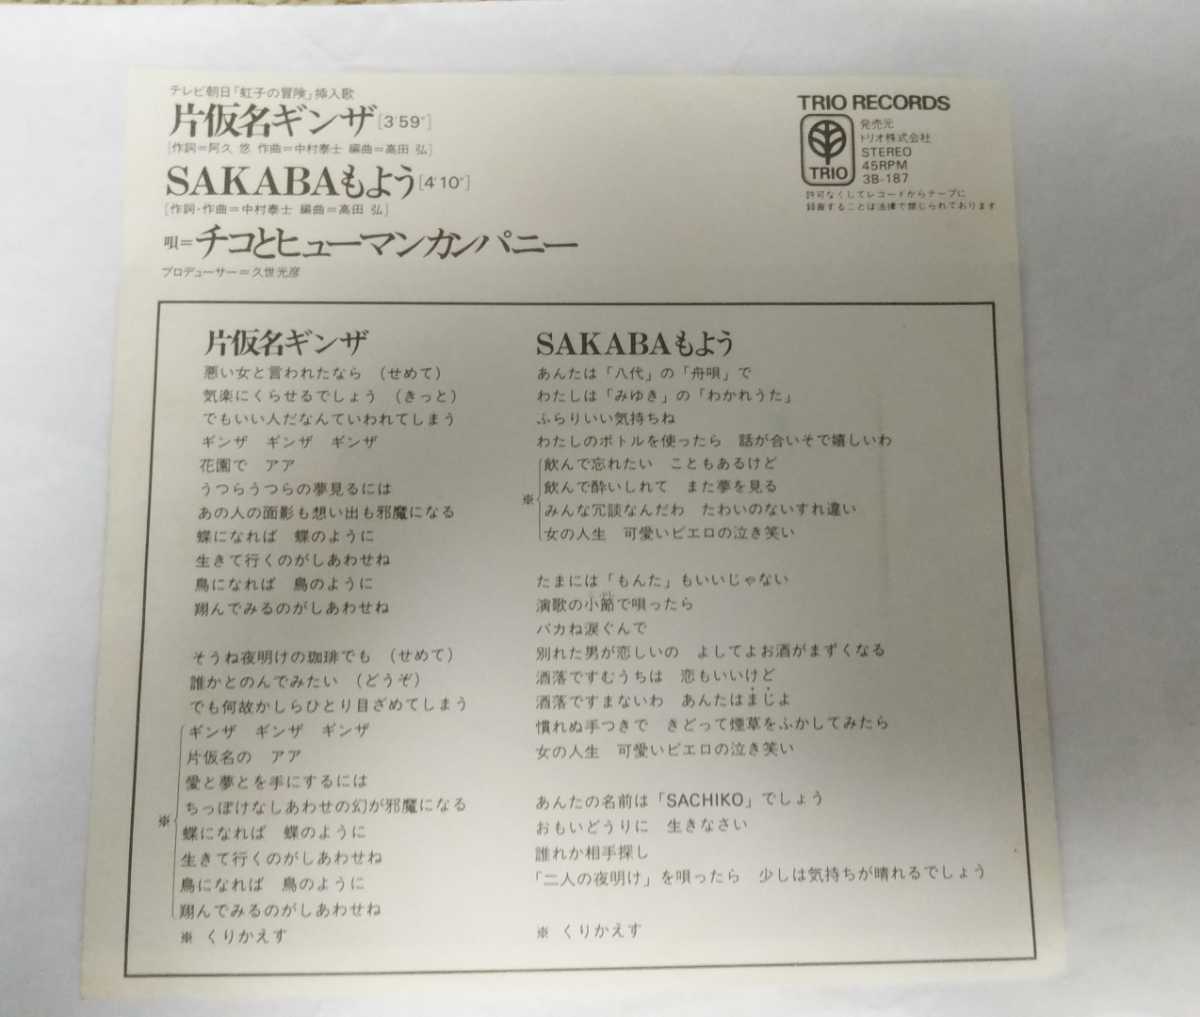 テレビ朝日「虹子の冒険」挿入歌
片仮名ギンザ[3'59"]
[作詞=阿久 悠 作曲=中村泰士 編曲=高田 弘]
SAKABAもよう[4'10"]
[作詞・作曲=中村泰士 編曲=高田 弘]
唄=チコとヒューマンカンパニー
プロデューサー=久世光彦
TRIO RECORDS
TRIO
発売元
トリオ株式会社
STEREO
45RPM
3B-187
許可なくしてレコードからテープに
録音することは法律で禁じられております
片仮名ギンザ
悪い女と言われたなら (せめて)
気楽にくらせるでしょう (きっと)
でもいい人だなんていわれてしまう
ギンザ ギンザ ギンザ
花園で アア
うつらうつらの夢見るには
あの人の面影も想い出も邪魔になる
蝶になれば 蝶のように
生きて行くのがしあわせね
鳥になれば 鳥のように
翔んでみるのがしあわせね
そうね夜明けの珈琲でも (せめて)
誰かとのんでみたい (どうぞ)
でも何故かしらひとり目ざめてしまう
※
ギンザ ギンザ ギンザ
片仮名の アア
愛と夢とを手にするには
ちっぽけなしあわせの幻が邪魔になる
蝶になれば 蝶のように
生きて行くのがしあわせね
鳥になれば 鳥のように
翔んでみるのがしあわせね
※ くりかえす
SAKABAもよう
あんたは「八代」の「舟唄」で
わたしは「みゆき」の「わかれうた」
ふらりいい気持ちね
わたしのボトルを使ったら 話が合いそで嬉しいわ
※
飲んで忘れたい こともあるけど
飲んで酔いしれて また夢を見る
みんな冗談なんだわ たわいのないすれ違い
女の人生 可愛いピエロの泣き笑い
たまには「もんた」もいいじゃない
演歌の小節で唄ったら
バカね涙ぐんで
別れた男が恋しいの よしてよお酒がまずくなる
洒落ですむうちは 恋もいいけど
洒落ですまないわ あんたはまじよ
慣れぬ手つきで きどって煙草をふかしてみたら
女の人生 可愛いピエロの泣き笑い
あんたの名前は「SACHIKO」でしょう
おもいどうりに 生きなさい
誰れか相手探し
「二人の夜明け」を唄ったら 少しは気持ちが晴れるでしょう
※ くりかえす